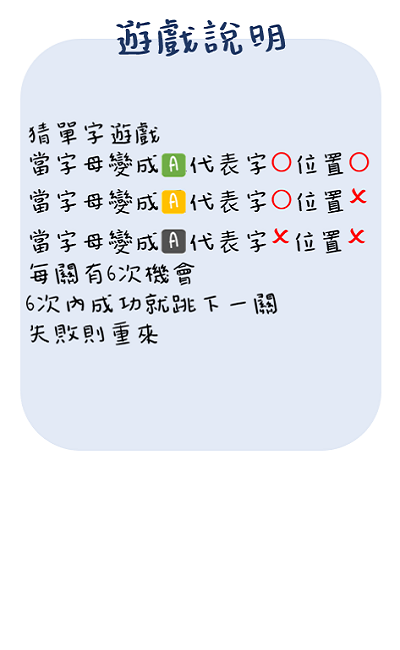 遊戲說明
猜單字遊戲
當字母變成A代表字○位置○
當字母變成A代表字○位置×
當字母變成A代表字×位置×
每關有6次機會
6次內成功就跳下一關
失敗則重來